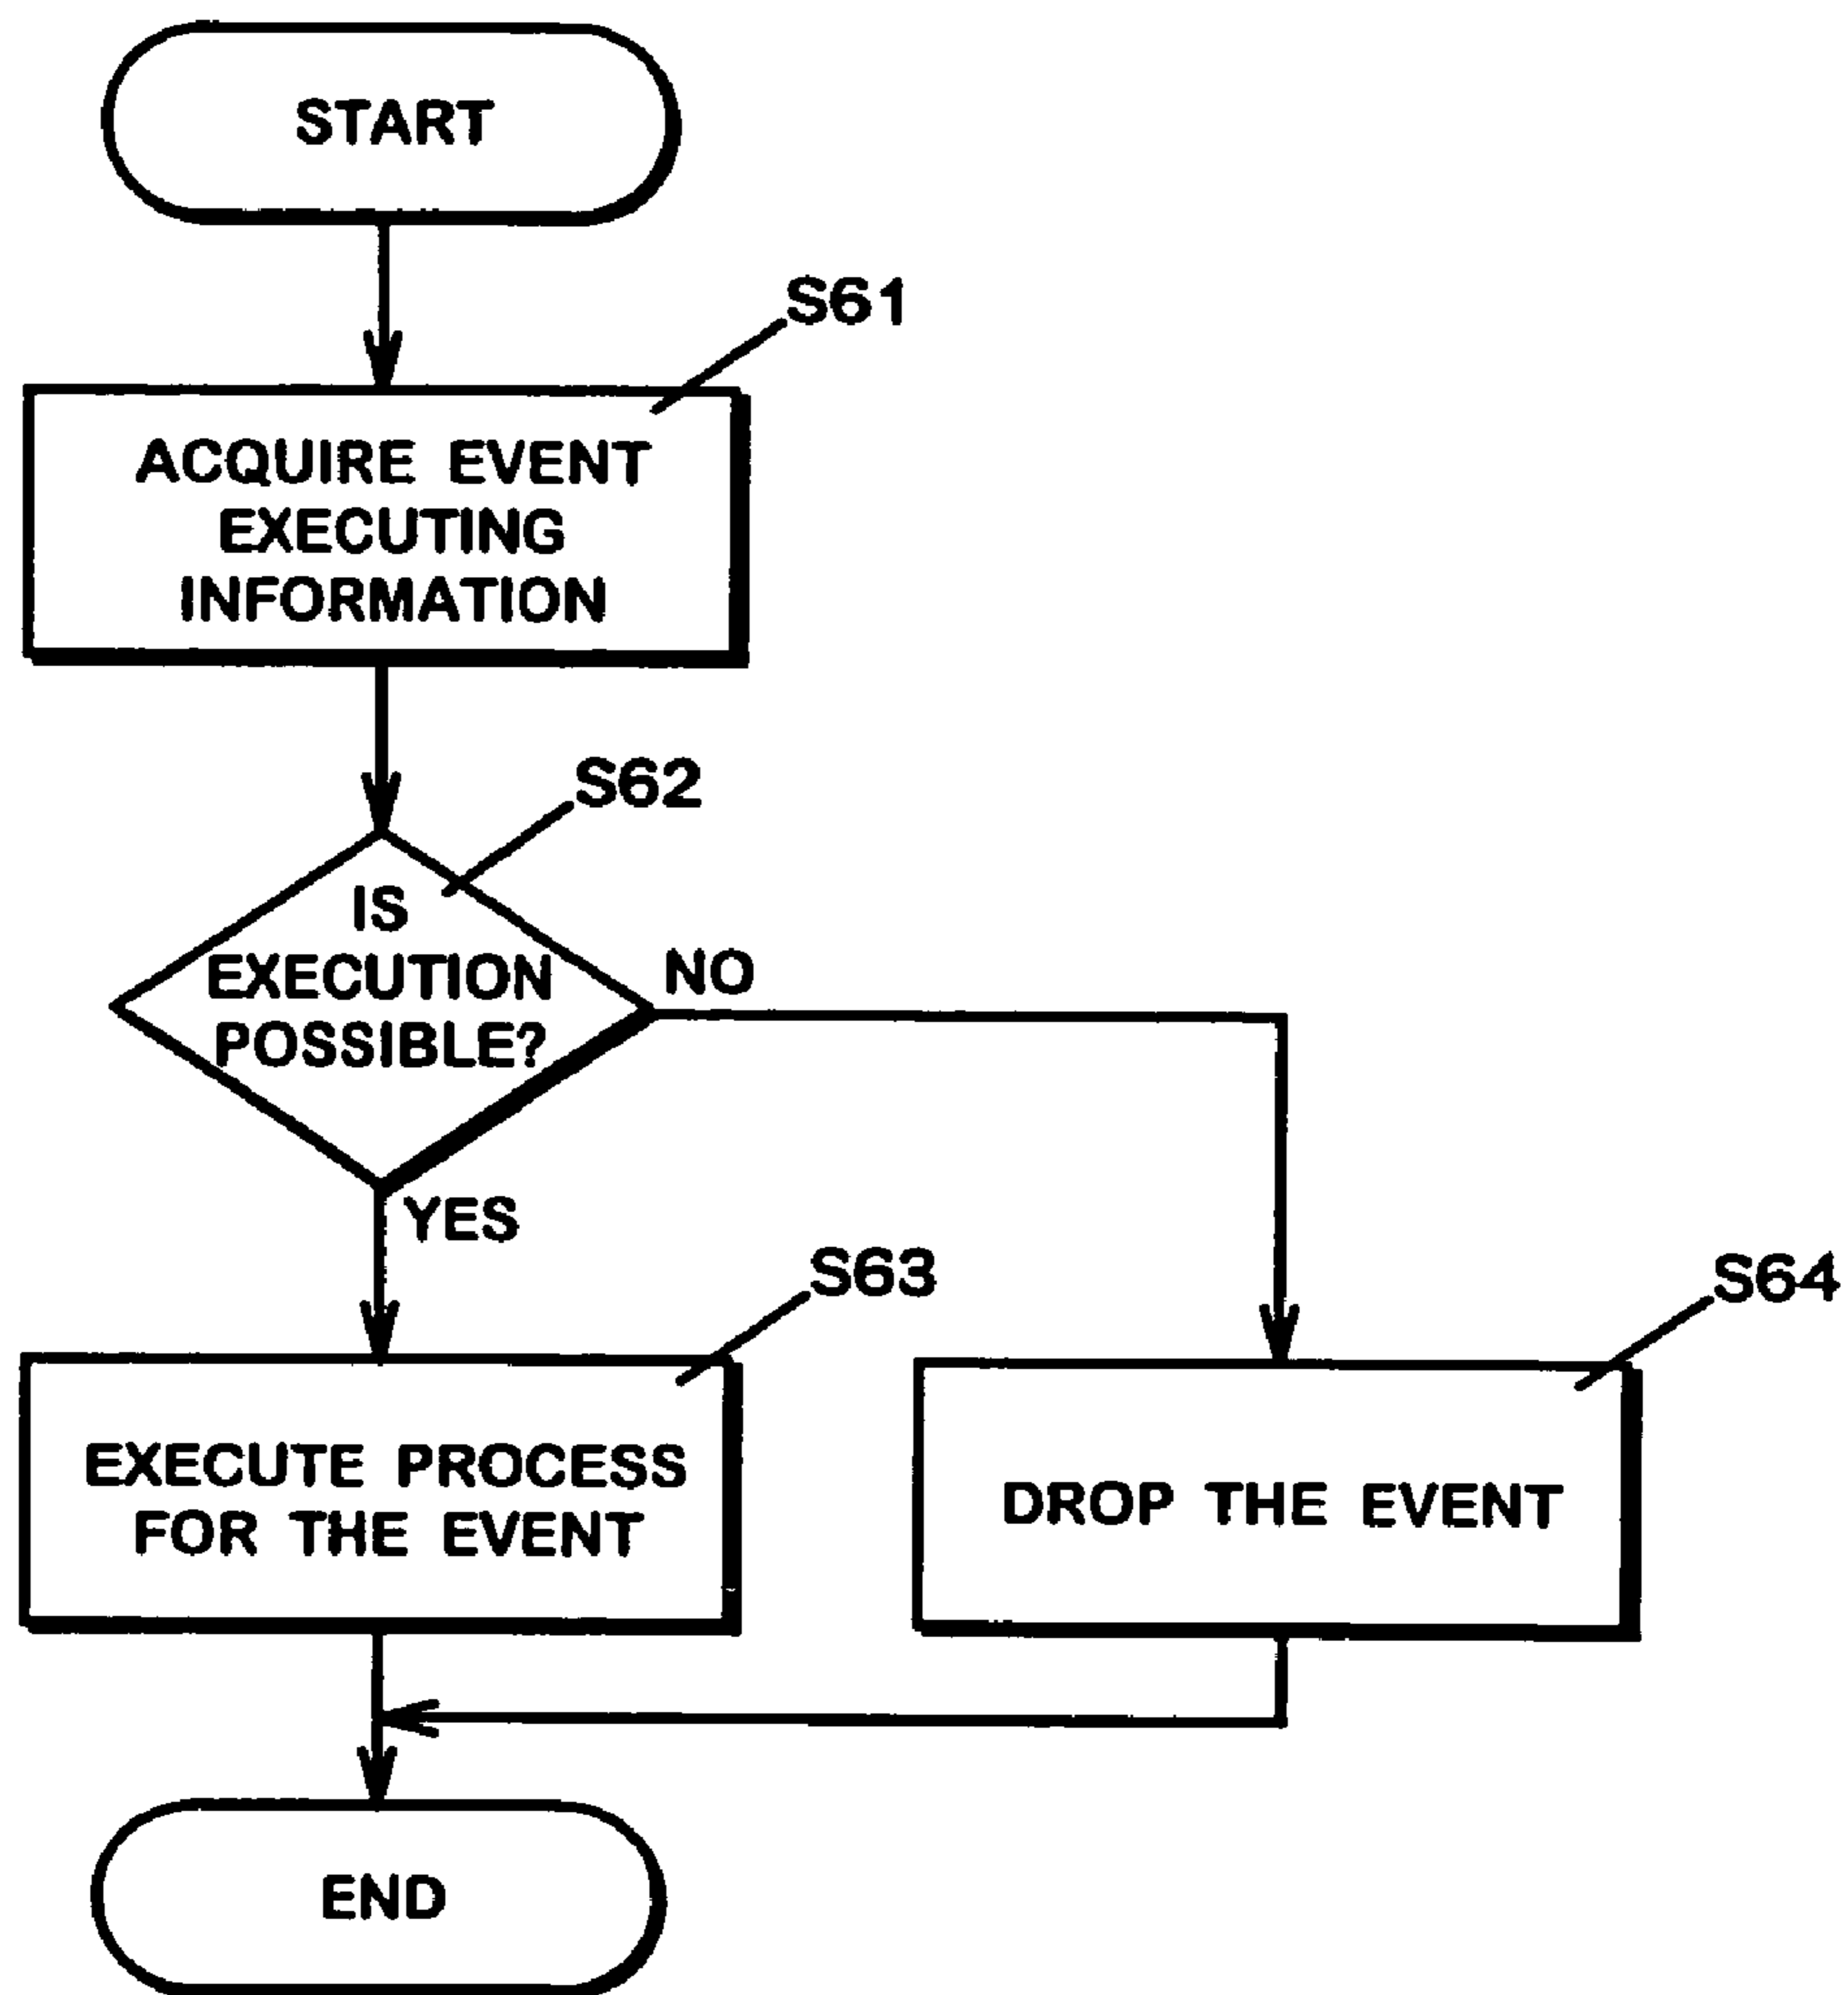 START
S61
ACQUIRE EVENT
EXECUTING
INFORMATION
S62
IS
EXECUTION
POSSIBLE?
NO
YES
S63
EXECUTE PROCESS
FOR THE EVENT
S64
DROP THE EVENT
END